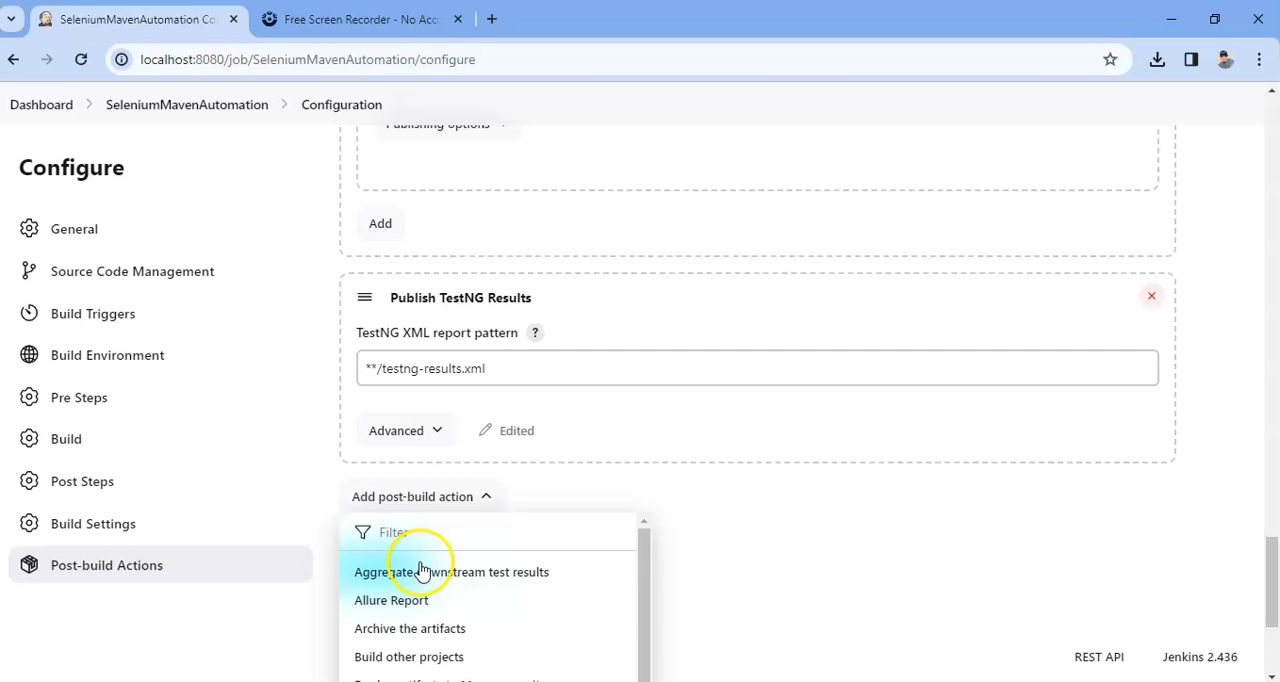 SeleniumMavenAutomation Co
Free Screen Recorder - No Acc
localhost:8080/job/SeleniumMavenAutomation/configure
Dashboard > SeleniumMavenAutomation > Configuration
Configure
General
Source Code Management
Build Triggers
Build Environment
Pre Steps
Build
Post Steps
Build Settings
Post-build Actions
Publishing options
Add
Publish TestNG Results
TestNG XML report pattern ?
**/testng-results.xml
Advanced
Edited
Add post-build action
Filter
Aggregate downstream test results
Allure Report
Archive the artifacts
Build other projects
REST API
Jenkins 2.436